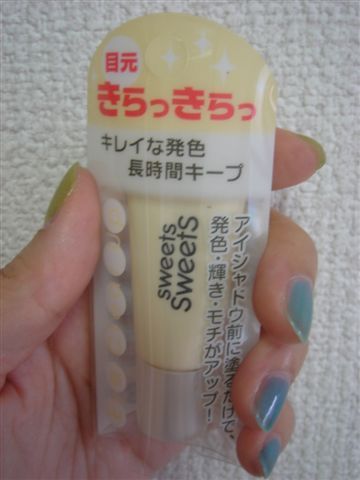 目元
きらっきらっ
キレイな発色
長時間キープ
sweets
sweets
アイシャドウ前に塗るだけで、
発色・輝き・モチがアップ!